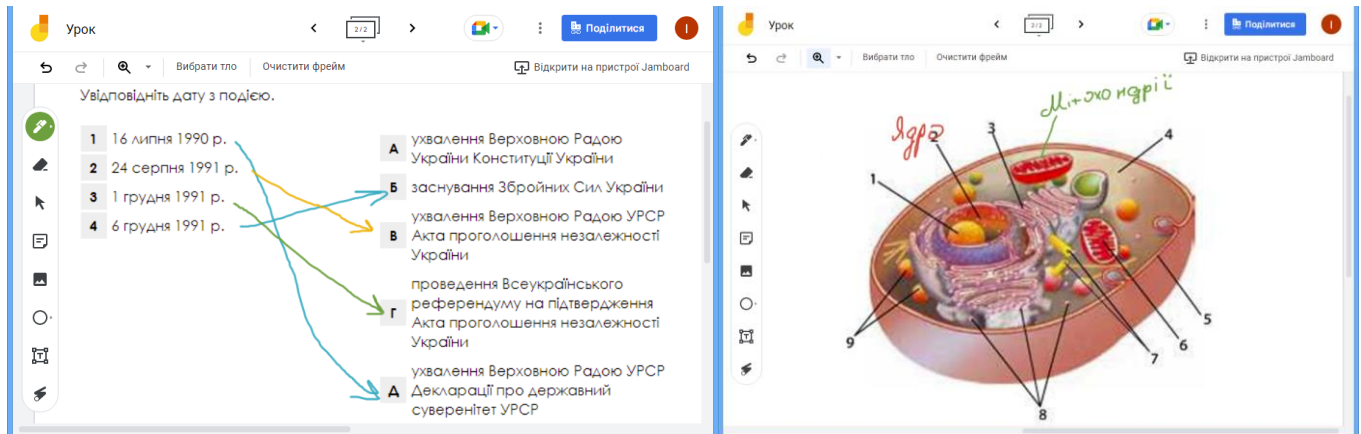 Урок
2/2
Поділитися
І
Вибрати тло
Очистити фрейм
Відкрити на пристрої Jamboard
Увідповідніть дату з подією.
1 16 липня 1990 р.
2 24 серпня 1991 р.
3 1 грудня 1991 р.
4 6 грудня 1991 р.
А ухвалення Верховною Радою
України Конституції України
Б заснування Збройних Сил України
В ухвалення Верховною Радою УРСР
Акта проголошення незалежності
України
Г проведення Всеукраїнського
референдуму на підтвердження
Акта проголошення незалежності
України
Д ухвалення Верховною Радою УРСР
Декларації про державний
суверенітет УРСР
Урок
2/2
Поділитися
І
Вибрати тло
Очистити фрейм
Відкрити на пристрої Jamboard
Мітохондрії
Ядро
1
2
3
4
5
6
7
8
9